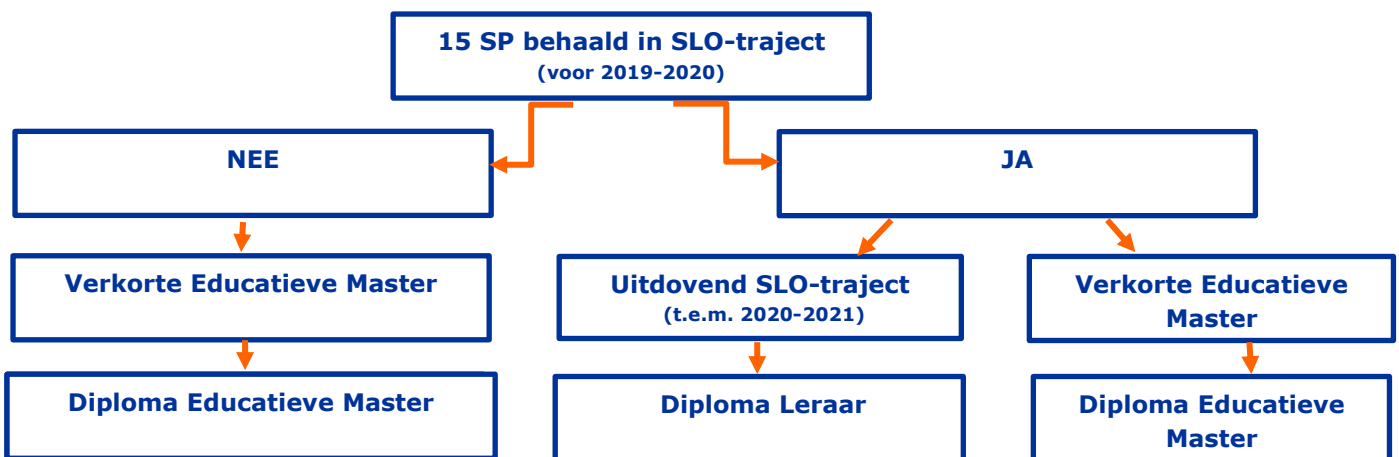 15 SP behaald in SLO-traject
(voor 2019-2020)
NEE
JA
Verkorte Educatieve Master
Uitdovend SLO-traject
(t.e.m. 2020-2021)
Verkorte Educatieve
Master
Diploma Educatieve Master
Diploma Leraar
Diploma Educatieve
Master